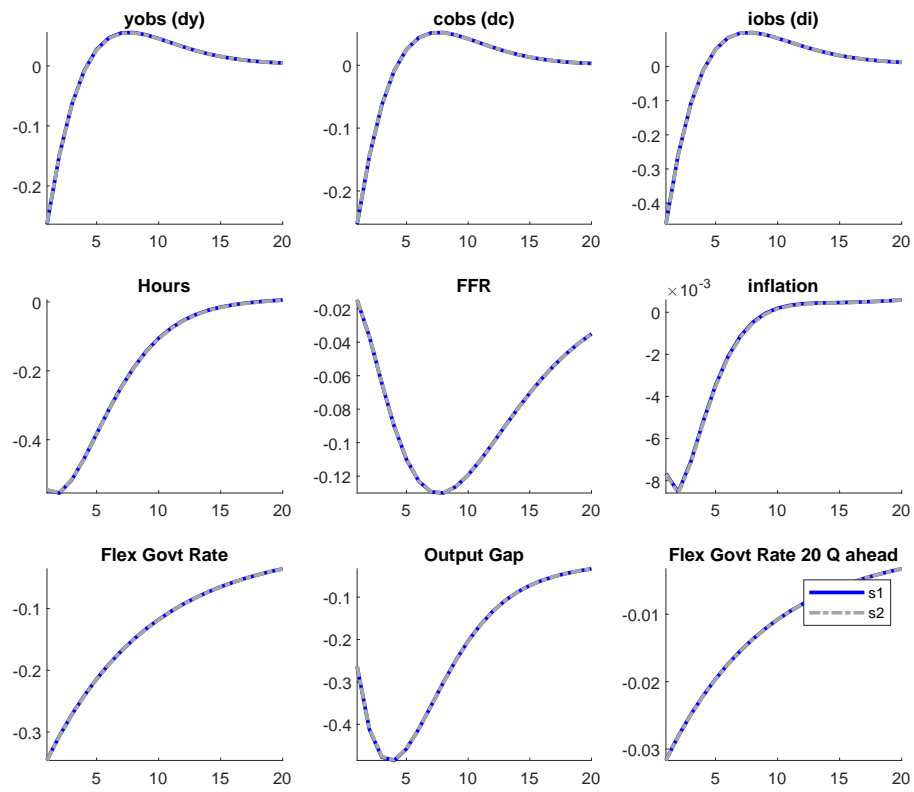 yobs (dy) cobs (dc) iobs (di)
0 0 0
-0.1 -0.1 -0.1
-0.2 -0.2 -0.2
-0.3
-0.4
5 10 15 20 5 10 15 20 5 10 15 20
Hours FFR inflation
×10⁻³
0 -0.02 0
-0.2 -0.04 -2
-0.4 -0.06 -4
-0.08 -6
-0.1 -8
-0.12
5 10 15 20 5 10 15 20 5 10 15 20
Flex Govt Rate Output Gap Flex Govt Rate 20 Q ahead
s1
s2
-0.1 -0.1 -0.01
-0.2 -0.2 -0.02
-0.3 -0.3 -0.03
-0.4
5 10 15 20 5 10 15 20 5 10 15 20